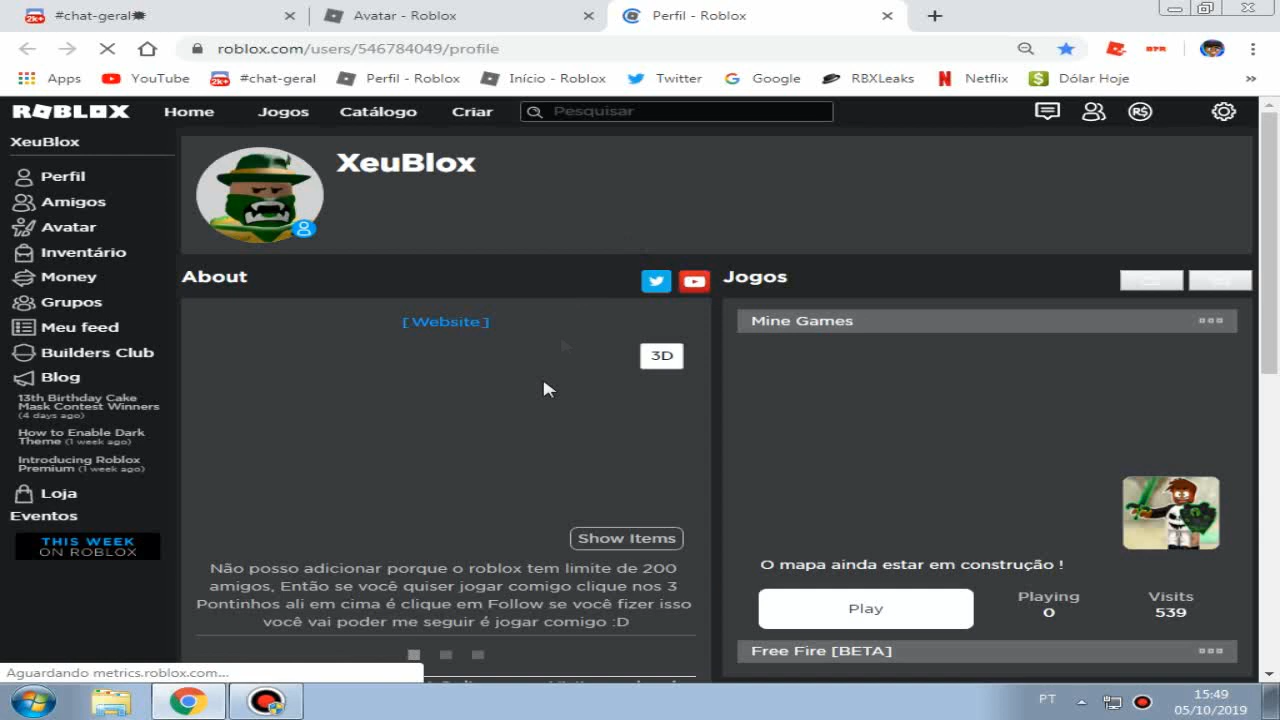 #chat-geral
Avatar - Roblox
Perfil - Roblox
roblox.com/users/546784049/profile
Apps
YouTube
#chat-geral
Perfil - Roblox
Início - Roblox
Twitter
Google
RBXLeaks
Netflix
Dólar Hoje
ROBLOX
Home
Jogos
Catálogo
Criar
Pesquisar
XeuBlox
Perfil
Amigos
Avatar
Inventário
Money
Grupos
Meu feed
Builders Club
Blog
13th Birthday Cake
Mask Contest Winners
(4 days ago)
How to Enable Dark
Theme (1 week ago)
Introducing Roblox
Premium (1 week ago)
Loja
Eventos
THIS WEEK
ON ROBLOX
XeuBlox
About
[ Website ]
3D
Show Items
Não posso adicionar porque o roblox tem limite de 200
amigos, Então se você quiser jogar comigo clique nos 3
Pontinhos ali em cima é clique em Follow se você fizer isso
você vai poder me seguir é jogar comigo :D
Jogos
Mine Games
O mapa ainda estar em construção !
Play
Playing
0
Visits
539
Free Fire [BETA]
Aguardando metrics.roblox.com...
PT
15:49
05/10/2019